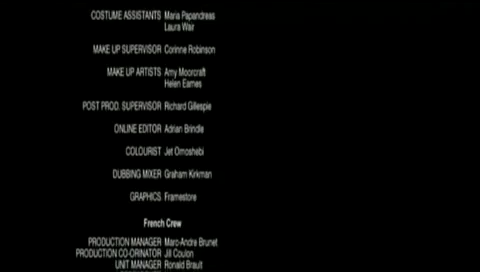 COSTUME ASSISTANTS Maria Papandreas
Laura Wair
MAKE UP SUPERVISOR Corinne Robinson
MAKE UP ARTISTS Amy Moorcraft
Helen Eames
POST PROD. SUPERVISOR Richard Gillespie
ONLINE EDITOR Adrian Brindle
COLOURIST Jet Omoshebi
DUBBING MIXER Graham Kirkman
GRAPHICS Framestore
French Crew
PRODUCTION MANAGER Marc-Andre Brunet
PRODUCTION CO-ORINATOR Jill Coulon
UNIT MANAGER Ronald Brault